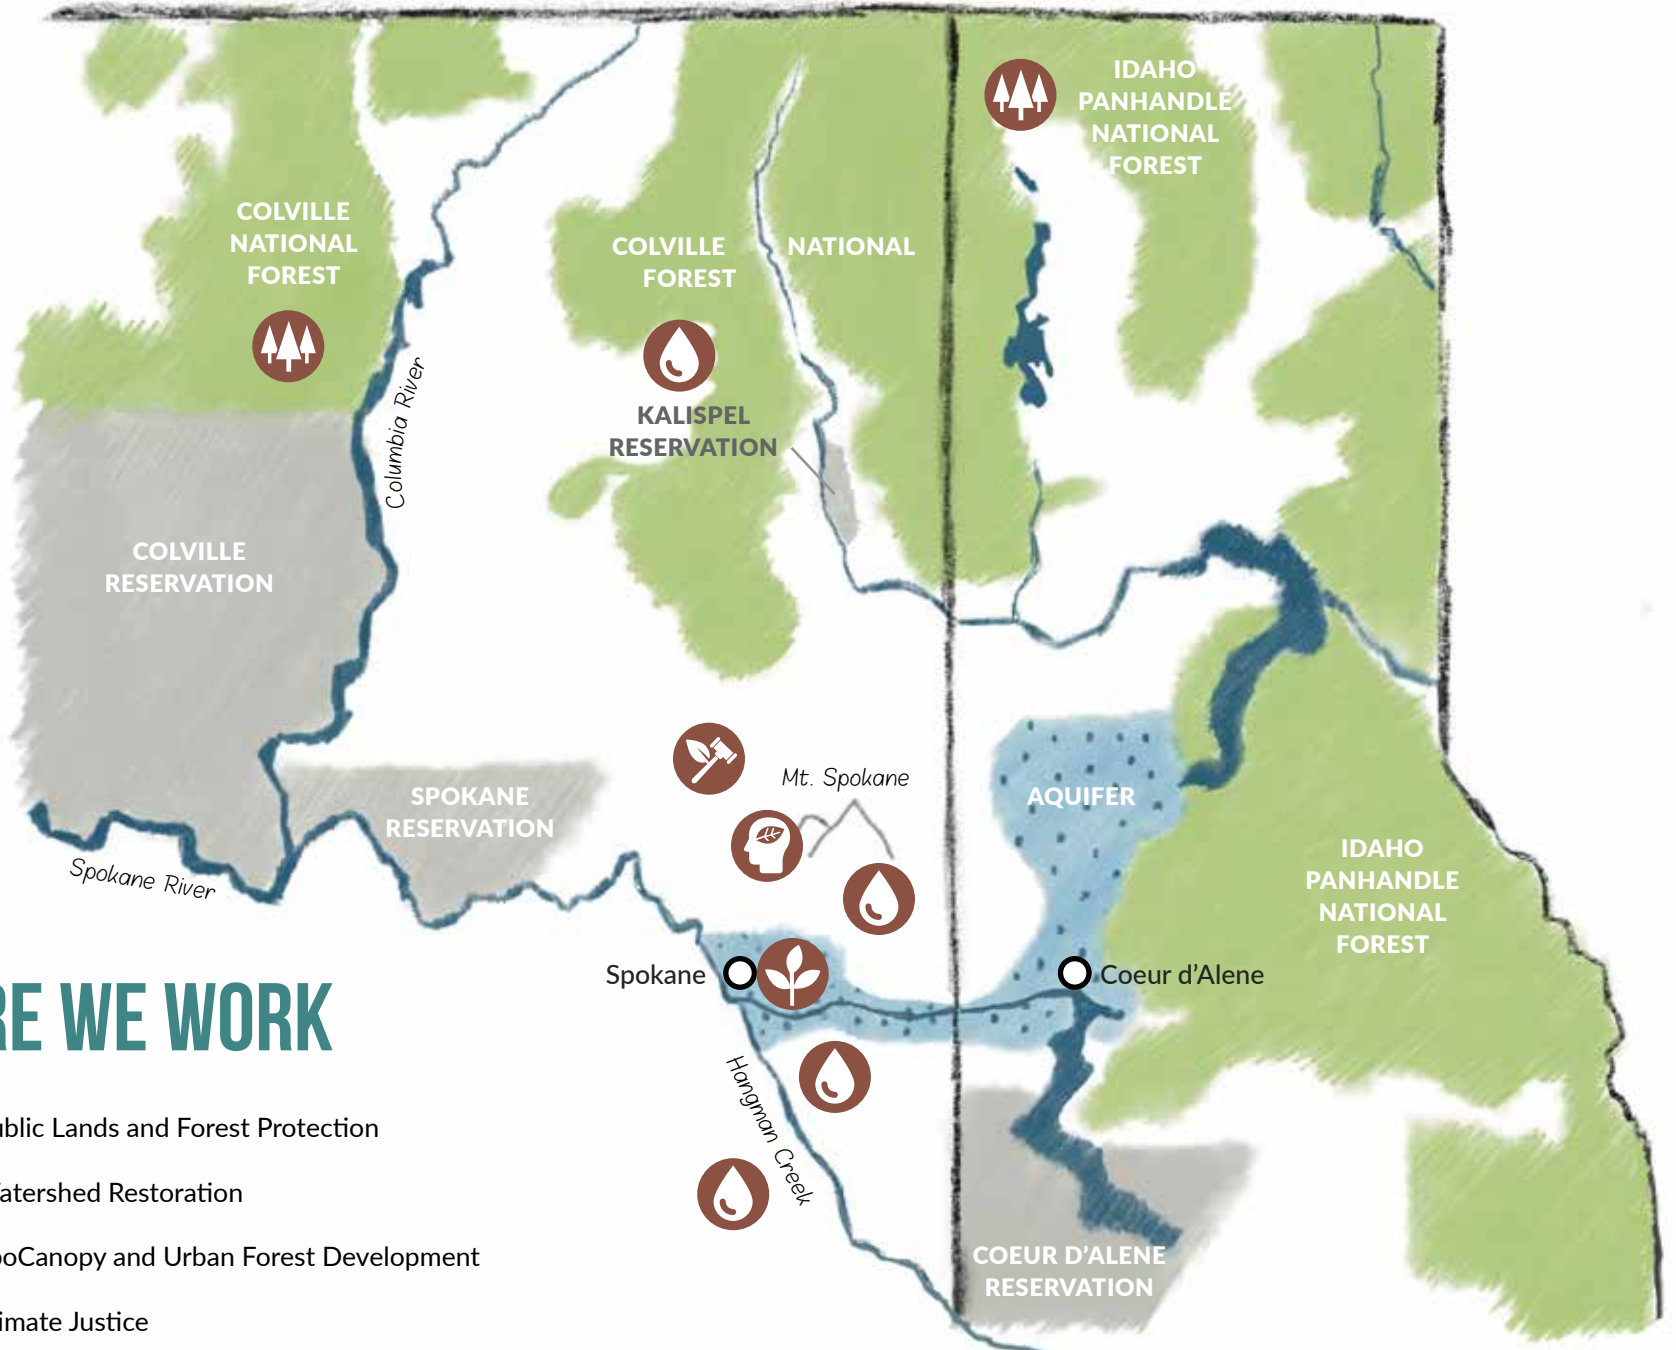 IDAHO
PANHANDLE
NATIONAL
FOREST
COLVILLE
NATIONAL
FOREST
COLVILLE NATIONAL
FOREST
Columbia River
KALISPEL
RESERVATION
COLVILLE
RESERVATION
Mt. Spokane
SPOKANE
RESERVATION
AQUIFER
Spokane River
IDAHO
PANHANDLE
NATIONAL
FOREST
Spokane
Coeur d’Alene
RE WE WORK
Hangman Creek
ublic Lands and Forest Protection
atershed Restoration
poCanopy and Urban Forest Development
imate Justice
COEUR D’ALENE
RESERVATION